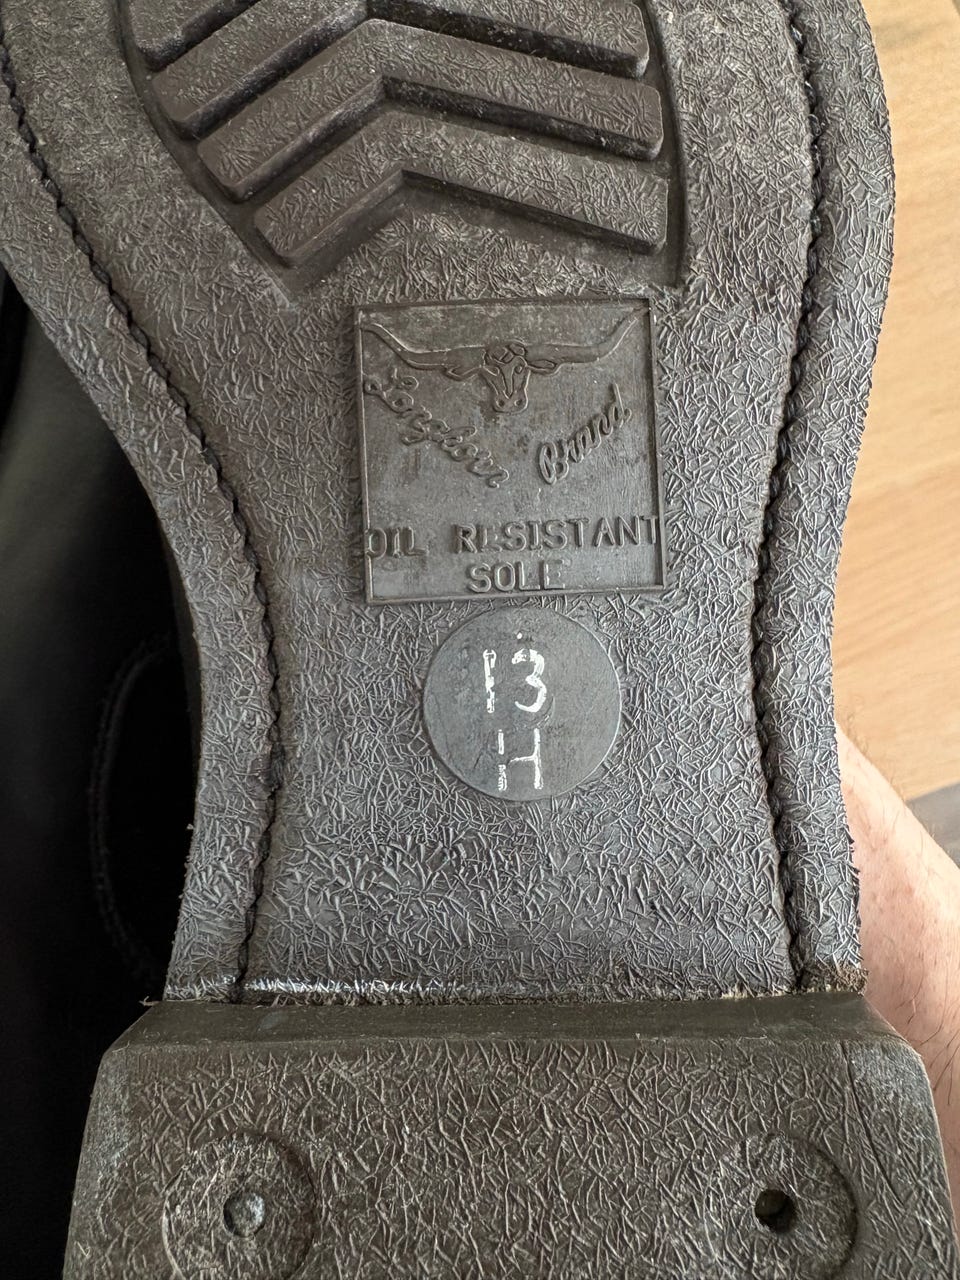 Longhorn Brand
OIL RESISTANT
SOLE
13
H